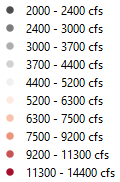 2000 - 2400 cfs
2400 - 3000 cfs
3000 - 3700 cfs
3700 - 4400 cfs
4400 - 5200 cfs
5200 - 6300 cfs
6300 - 7500 cfs
7500 - 9200 cfs
9200 - 11300 cfs
11300 - 14400 cfs